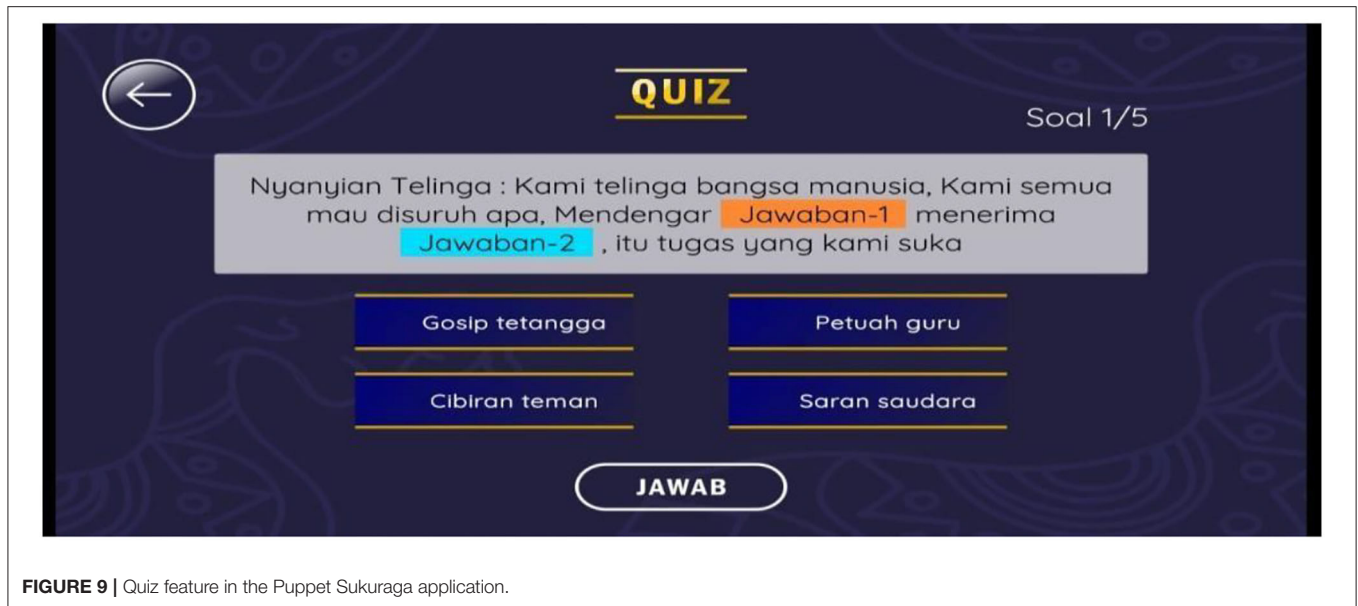 QUIZ
Soal 1/5
Nyanyian Telinga : Kami telinga bangsa manusia, Kami semua
mau disuruh apa, Mendengar Jawaban-1 menerima
Jawaban-2 , itu tugas yang kami suka
Gosip tetangga
Petuah guru
Cibiran teman
Saran saudara
JAWAB
FIGURE 9 | Quiz feature in the Puppet Sukuraga application.